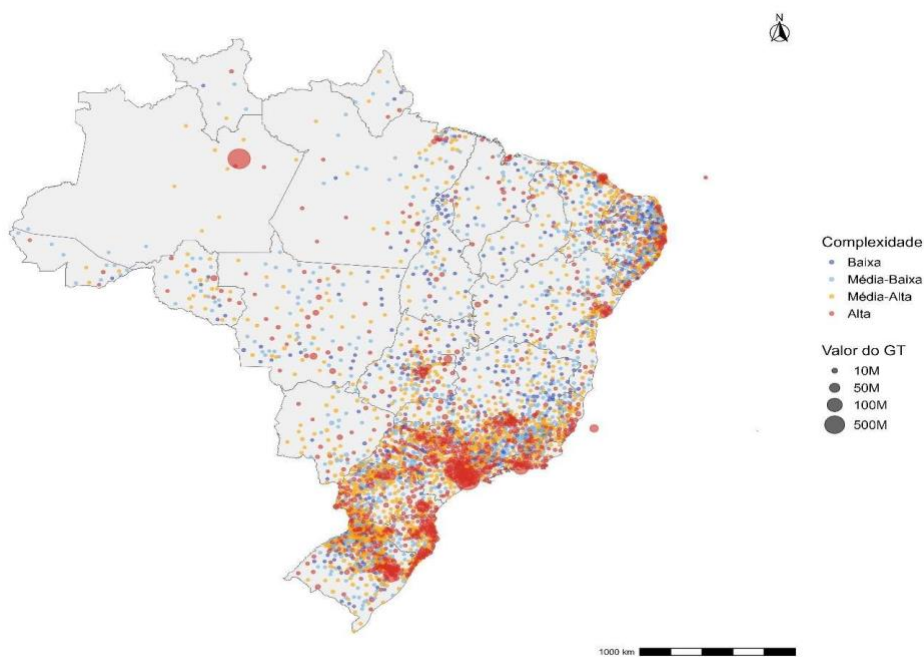 N
Complexidade
Baixa
Média-Baixa
Média-Alta
Alta
Valor do GT
10M
50M
100M
500M
1000 km